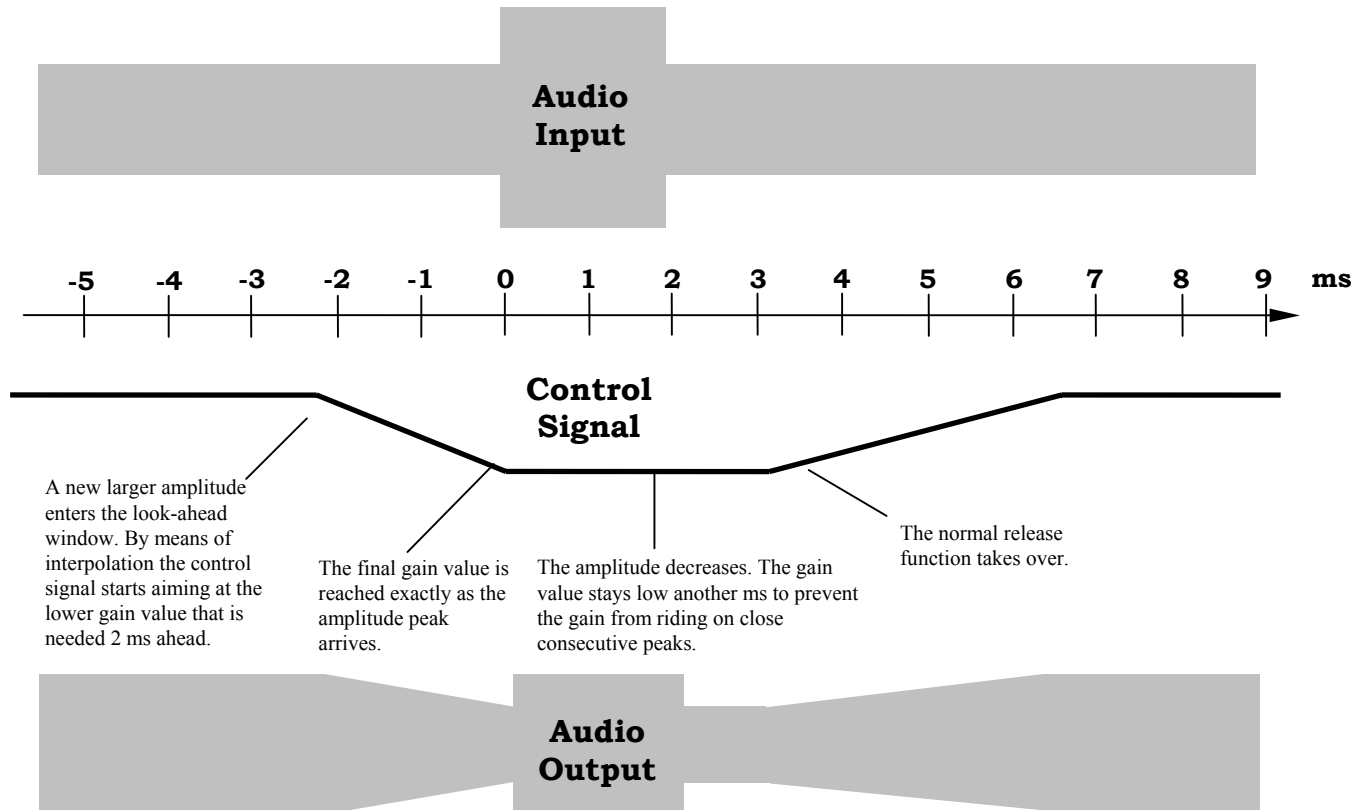 Audio
Input
-5 -4 -3 -2 -1 0 1 2 3 4 5 6 7 8 9 ms
Control
Signal
A new larger amplitude
enters the look-ahead
window. By means of
interpolation the control
signal starts aiming at the
lower gain value that is
needed 2 ms ahead.
The final gain value is
reached exactly as the
amplitude peak
arrives.
The amplitude decreases. The gain
value stays low another ms to prevent
the gain from riding on close
consecutive peaks.
The normal release
function takes over.
Audio
Output